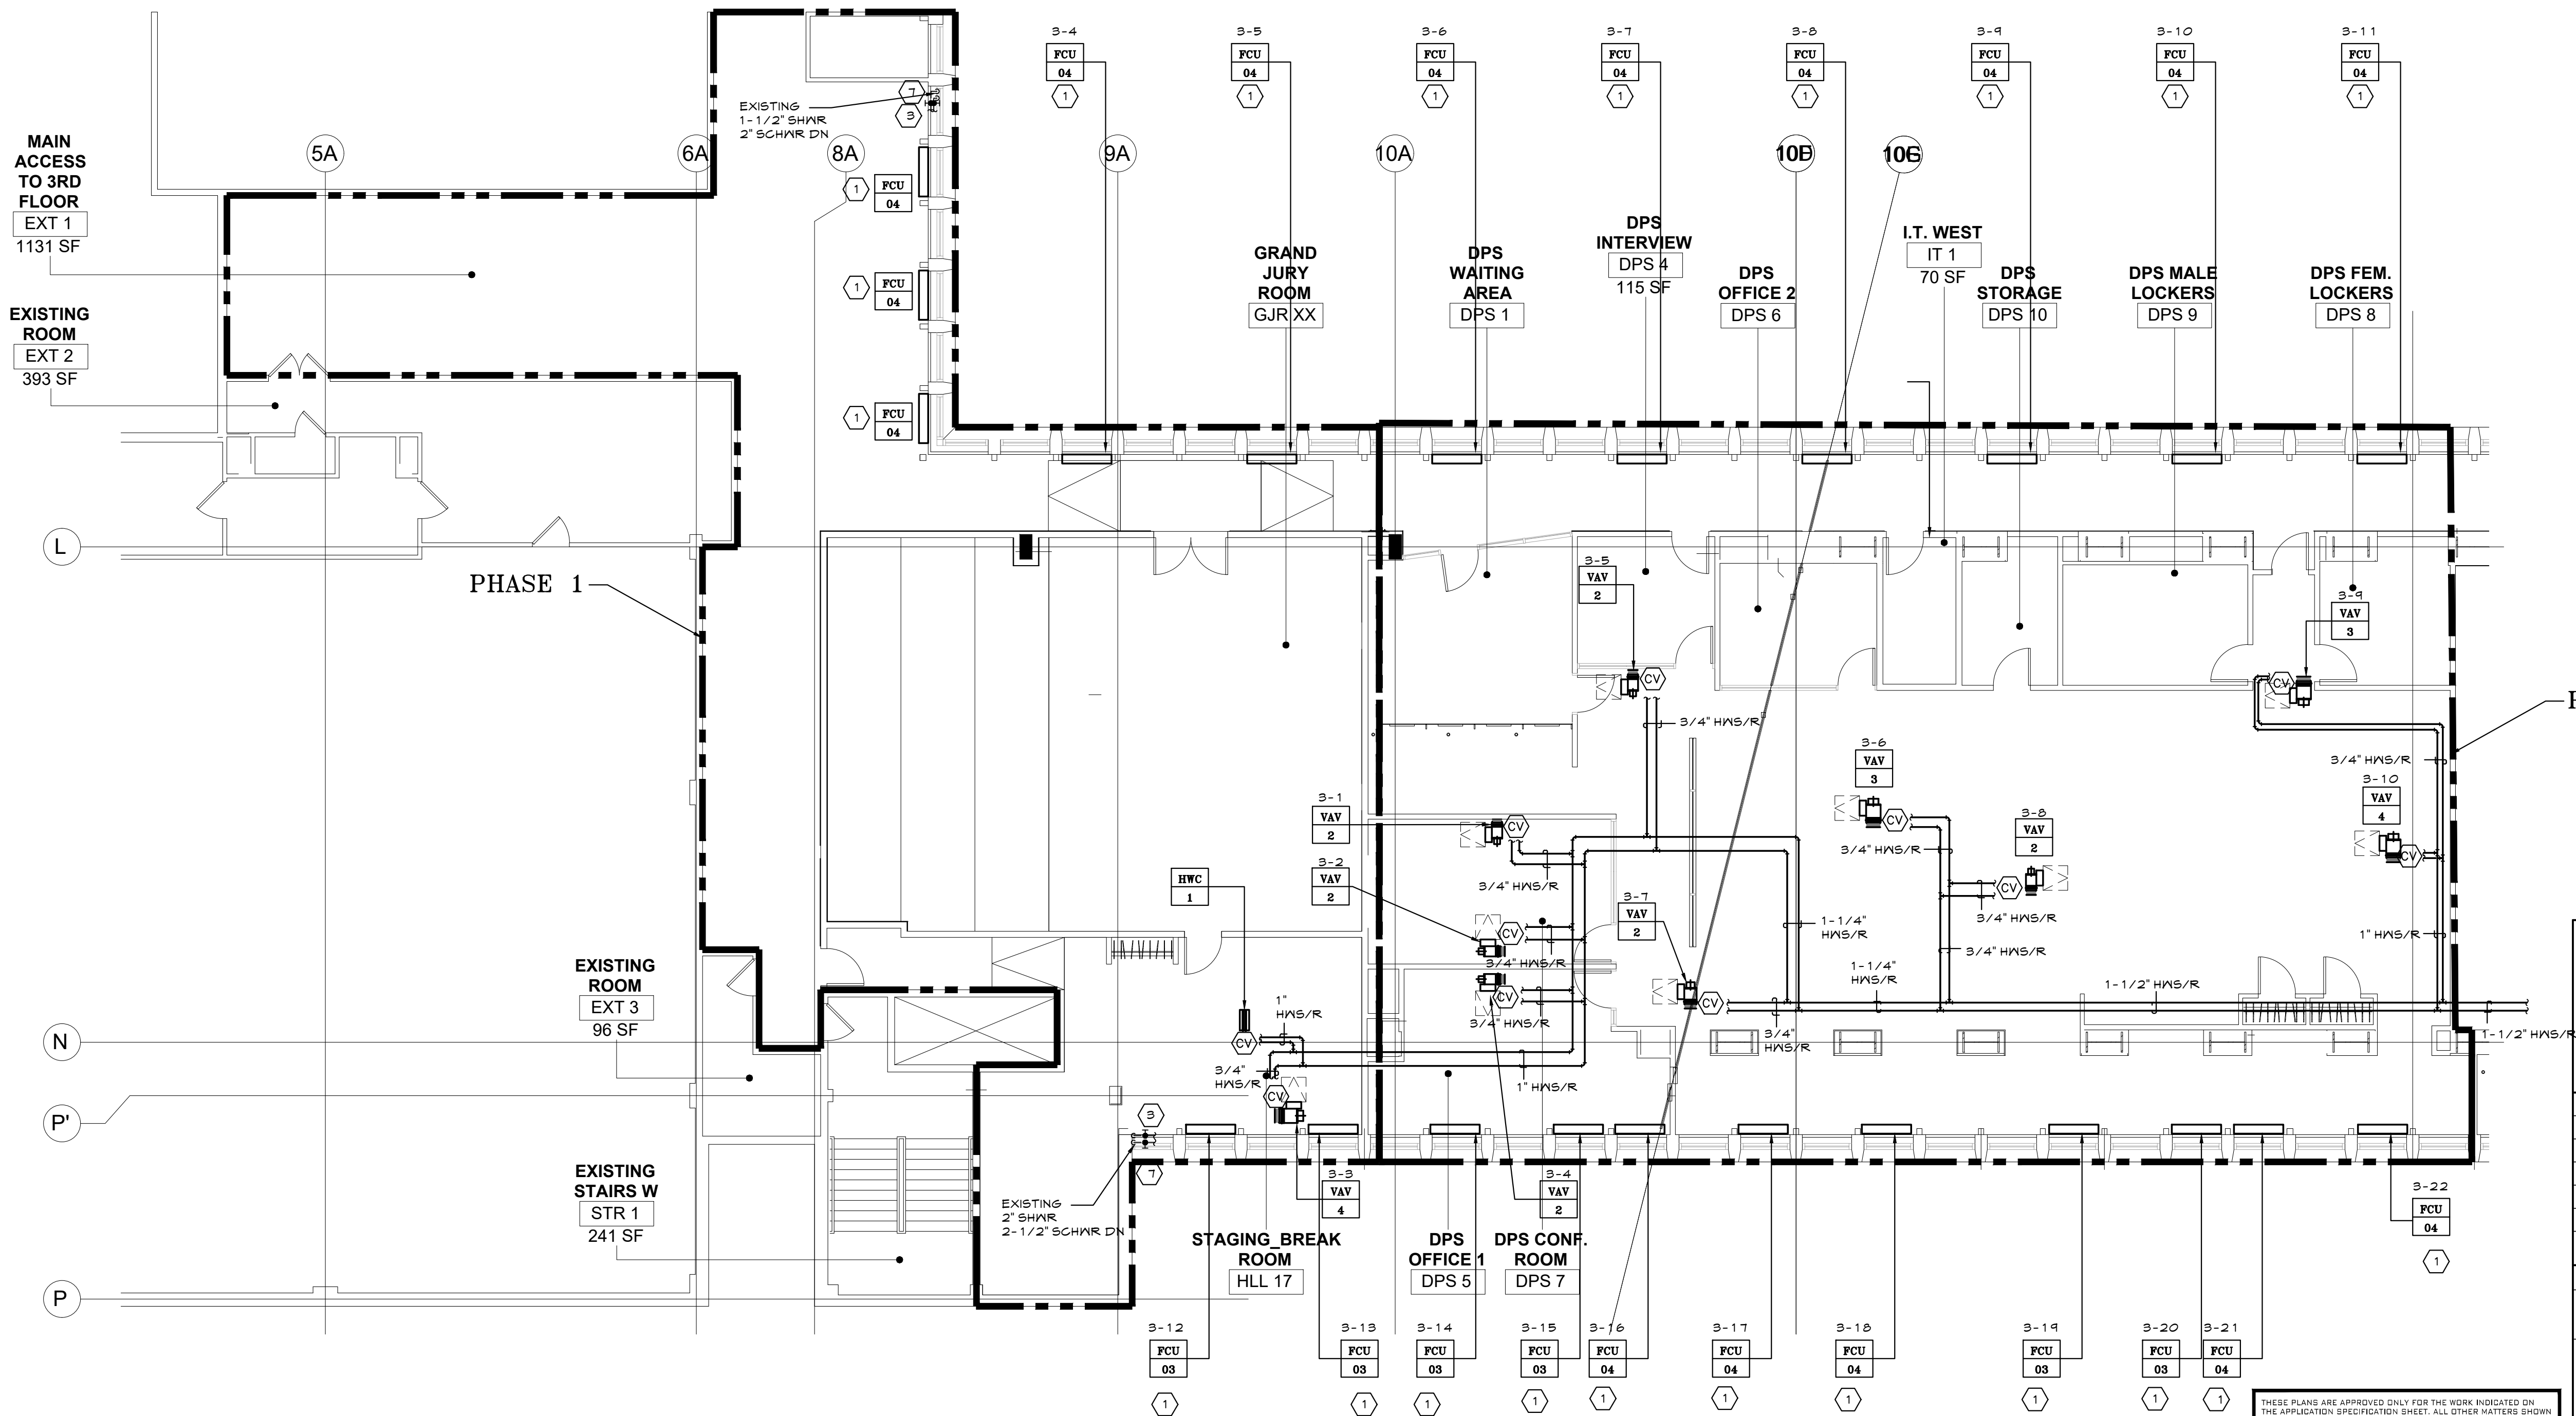 3-4
FCU
04
1
3-5
FCU
04
1
3-6
FCU
04
1
3-7
FCU
04
1
3-8
FCU
04
1
3-9
FCU
04
1
3-10
FCU
04
1
3-11
FCU
04
1
7
3
EXISTING
1-1/2" SHWR
2" SCHWR DN
5A
6A
8A
9A
10A
MAIN
ACCESS
TO 3RD
FLOOR
EXT 1
1131 SF
1
FCU
04
1
FCU
04
1
FCU
04
EXISTING
ROOM
EXT 2
393 SF
GRAND
JURY
ROOM
GJR XX
DPS
WAITING
AREA
DPS 1
DPS
INTERVIEW
DPS 4
115 SF
DPS
OFFICE 2
DPS 6
I.T. WEST
IT 1
70 SF
DPS
STORAGE
DPS 10
DPS MALE
LOCKERS
DPS 9
DPS FEM.
LOCKERS
DPS 8
L
PHASE 1
3-5
VAV
2
CV
3/4" HWS/R
3-9
VAV
3
CV
3/4" HWS/R
3-10
VAV
4
CV
1" HWS/R
3-6
VAV
3
CV
3/4" HWS/R
3-8
VAV
2
CV
3/4" HWS/R
3/4" HWS/R
3-1
VAV
2
CV
3/4" HWS/R
3-2
VAV
2
CV
3/4" HWS/R
CV
3/4" HWS/R
3-7
VAV
2
CV
1-1/4"
HWS/R
1-1/4"
HWS/R
1-1/2" HWS/R
1-1/2" HWS/R
3/4"
HWS/R
HWC
1
CV
1"
HWS/R
3/4"
HWS/R
CV
1" HWS/R
EXISTING
ROOM
EXT 3
96 SF
N
P'
3
7
EXISTING
2" SHWR
2-1/2" SCHWR DN
3-3
VAV
4
3-4
VAV
2
EXISTING
STAIRS W
STR 1
241 SF
STAGING_BREAK
ROOM
HLL 17
DPS
OFFICE 1
DPS 5
DPS CONF.
ROOM
DPS 7
3-22
FCU
04
1
P
3-12
FCU
03
1
3-13
FCU
03
1
3-14
FCU
03
1
3-15
FCU
03
1
3-16
FCU
04
1
3-17
FCU
04
1
3-18
FCU
04
1
3-19
FCU
03
1
3-20
FCU
03
1
3-21
FCU
04
1
THESE PLANS ARE APPROVED ONLY FOR THE WORK INDICATED ON
THE APPLICATION SPECIFICATION SHEET. ALL OTHER MATTERS SHOWN